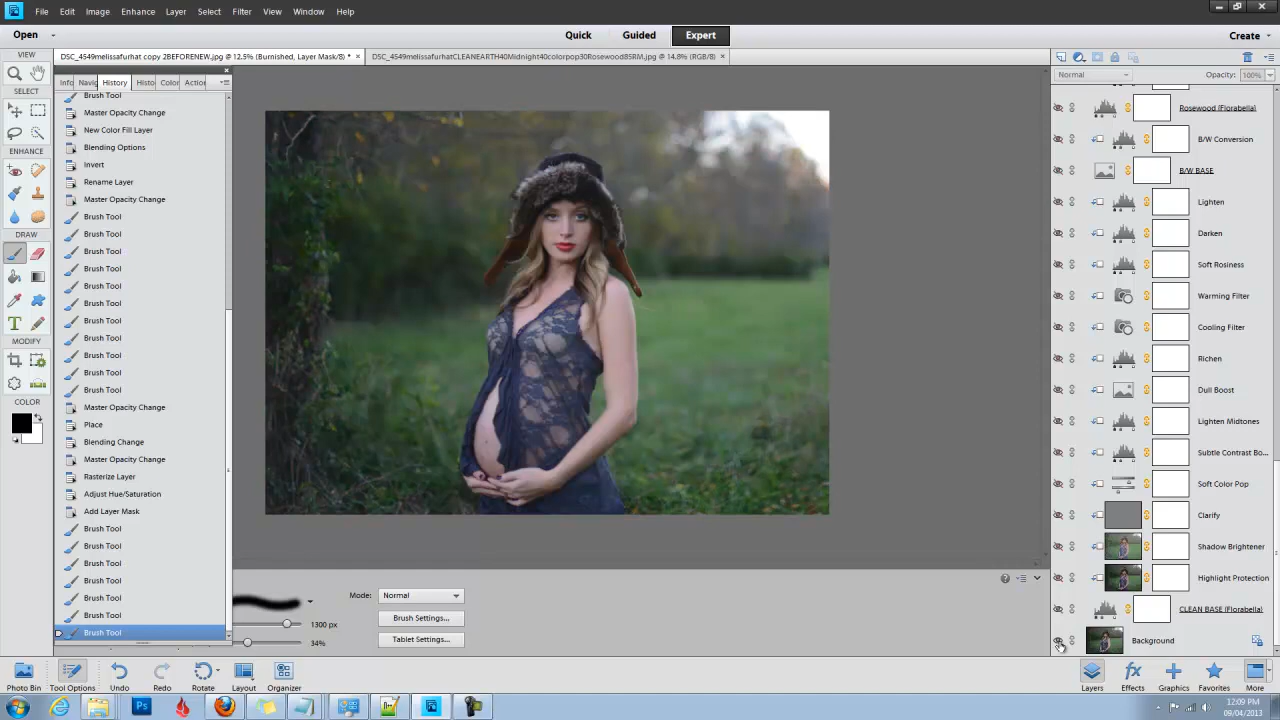 File Edit Image Enhance Layer Select Filter View Window Help
Open Quick Guided Expert Create
VIEW
DSC_4549melissafurhat copy 2BEFORENEW.jpg @ 12.5% (Burnished, Layer Mask/8) *
DSC_4549melissafurhatCLEANEARTH40Midnight40colorpop30Rosewood85RM.jpg @ 14.8% (RGB/8)
Info Navig History Histo Color Action
Normal Opacity: 100%
SELECT
ENHANCE
DRAW
MODIFY
COLOR
Brush Tool
Master Opacity Change
New Color Fill Layer
Blending Options
Invert
Rename Layer
Master Opacity Change
Brush Tool
Brush Tool
Brush Tool
Brush Tool
Brush Tool
Brush Tool
Brush Tool
Brush Tool
Brush Tool
Brush Tool
Brush Tool
Master Opacity Change
Place
Blending Change
Master Opacity Change
Rasterize Layer
Adjust Hue/Saturation
Add Layer Mask
Brush Tool
Brush Tool
Brush Tool
Brush Tool
Brush Tool
Brush Tool
Brush Tool
Rosewood (Florabella)
B/W Conversion
B/W BASE
Lighten
Darken
Soft Rosiness
Warming Filter
Cooling Filter
Richen
Dull Boost
Lighten Midtones
Subtle Contrast Bo...
Soft Color Pop
Clarify
Shadow Brightener
Highlight Protection
CLEAN BASE (Florabella)
Background
Mode: Normal
1300 px Brush Settings...
34% Tablet Settings...
Photo Bin Tool Options Undo Redo Rotate Layout Organizer
Layers Effects Graphics Favorites More
12:09 PM
09/04/2013